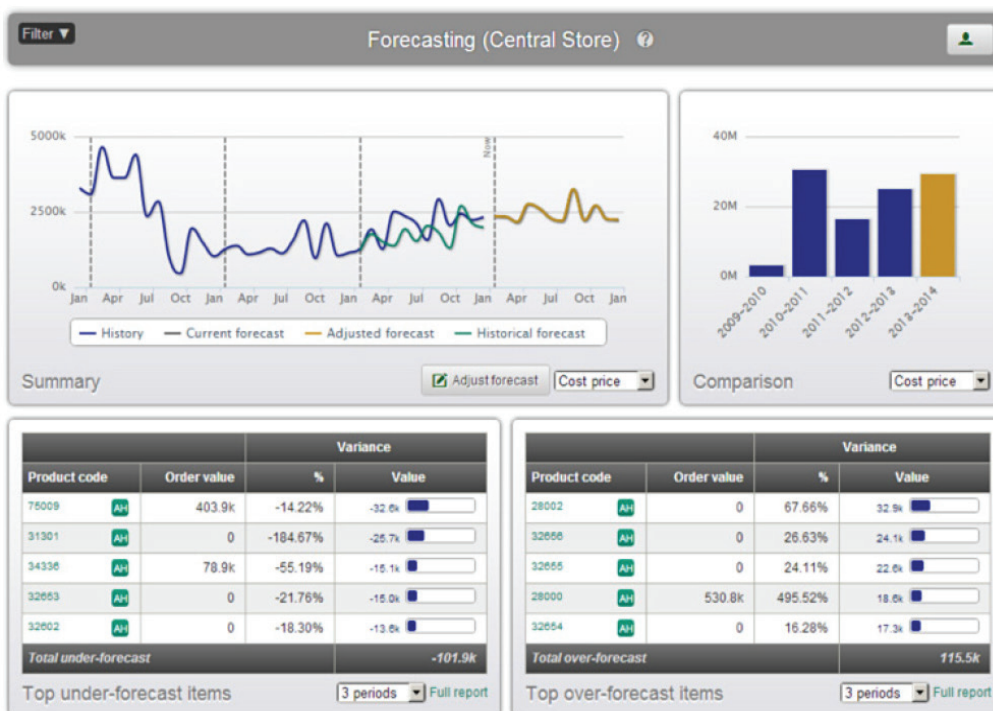 Filter ▼
Forecasting (Central Store) ?
5000k
2500k
0k
Now
Jan Apr Jul Oct Jan Apr Jul Oct Jan Apr Jul Oct Jan Apr Jul Oct Jan
History Current forecast Adjusted forecast Historical forecast
Summary Adjust forecast Cost price
40M
20M
0M
2009-2010 2010-2011 2011-2012 2012-2013 2013-2014
Comparison Cost price
Variance
Product code Order value % Value
75009 AH 403.9k -14.22% -32.6k
31301 AH 0 -184.67% -25.7k
34336 AH 78.9k -55.19% -15.1k
32653 AH 0 -21.76% -15.0k
32602 AH 0 -18.30% -13.6k
Total under-forecast -101.9k
Top under-forecast items 3 periods Full report
Variance
Product code Order value % Value
28002 AH 0 67.66% 32.9k
32656 AH 0 26.63% 24.1k
32655 AH 0 24.11% 22.6k
28000 AH 530.8k 495.52% 18.6k
32654 AH 0 16.28% 17.3k
Total over-forecast 115.5k
Top over-forecast items 3 periods Full report